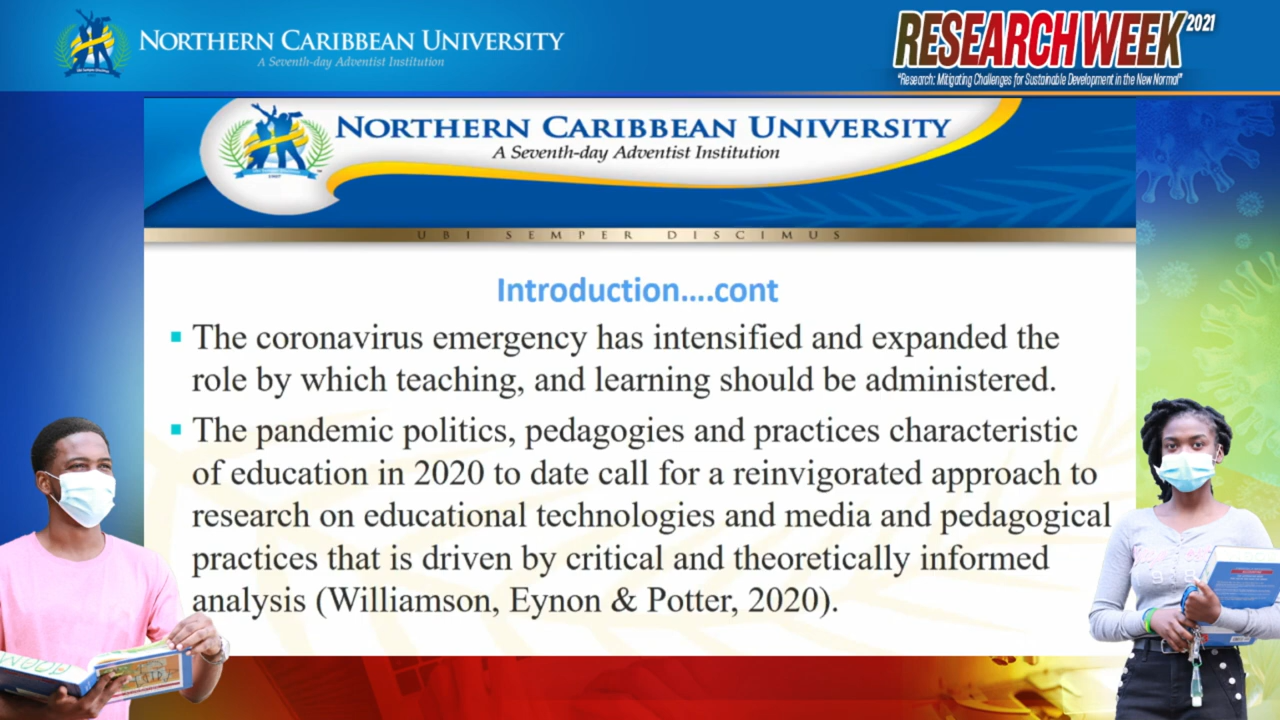 NORTHERN CARIBBEAN UNIVERSITY
A Seventh-day Adventist Institution
RESEARCH WEEK 2021
"Research: Mitigating Challenges for Sustainable Development in the New Normal"
NORTHERN CARIBBEAN UNIVERSITY
A Seventh-day Adventist Institution
UBI SEMPER DISCIMUS
Introduction....cont
▪ The coronavirus emergency has intensified and expanded the
role by which teaching, and learning should be administered.
▪ The pandemic politics, pedagogies and practices characteristic
of education in 2020 to date call for a reinvigorated approach to
research on educational technologies and media and pedagogical
practices that is driven by critical and theoretically informed
analysis (Williamson, Eynon & Potter, 2020).